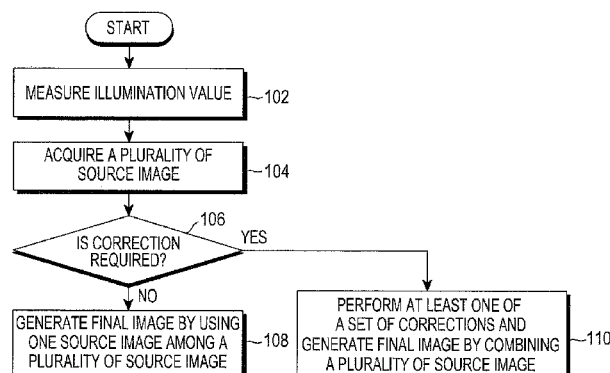 START
MEASURE ILLUMINATION VALUE
102
ACQUIRE A PLURALITY OF
SOURCE IMAGE
104
106
IS CORRECTION
REQUIRED?
YES
NO
GENERATE FINAL IMAGE BY USING
ONE SOURCE IMAGE AMONG A
PLURALITY OF SOURCE IMAGE
108
PERFORM AT LEAST ONE OF
A SET OF CORRECTIONS AND
GENERATE FINAL IMAGE BY COMBINING
A PLURALITY OF SOURCE IMAGE
110